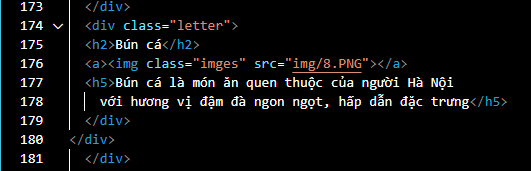 173 </div>
174 <div class="letter">
175 <h2>Bún cá</h2>
176 <a><img class="imges" src="img/8.PNG"></a>
177 <h5>Bún cá là món ăn quen thuộc của người Hà Nội
178 với hương vị đậm đà ngon ngọt, hấp dẫn đặc trưng</h5>
179 </div>
180 </div>
181 </div>